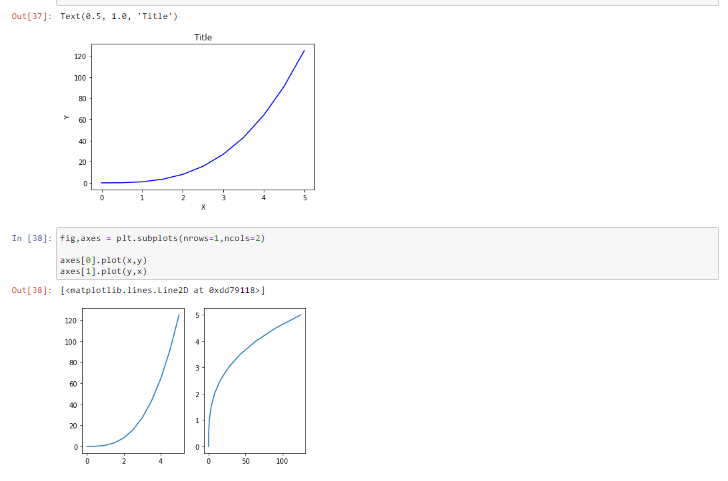 Out[37]: Text(0.5, 1.0, 'Title')
Title
120
100
80
60
40
20
0
Y
0 1 2 3 4 5
X
In [38]: fig,axes = plt.subplots(nrows=1,ncols=2)
axes[0].plot(x,y)
axes[1].plot(y,x)
Out[38]: [<matplotlib.lines.Line2D at 0xdd79118>]
120
100
80
60
40
20
0
0 2 4
5
4
3
2
1
0
0 50 100